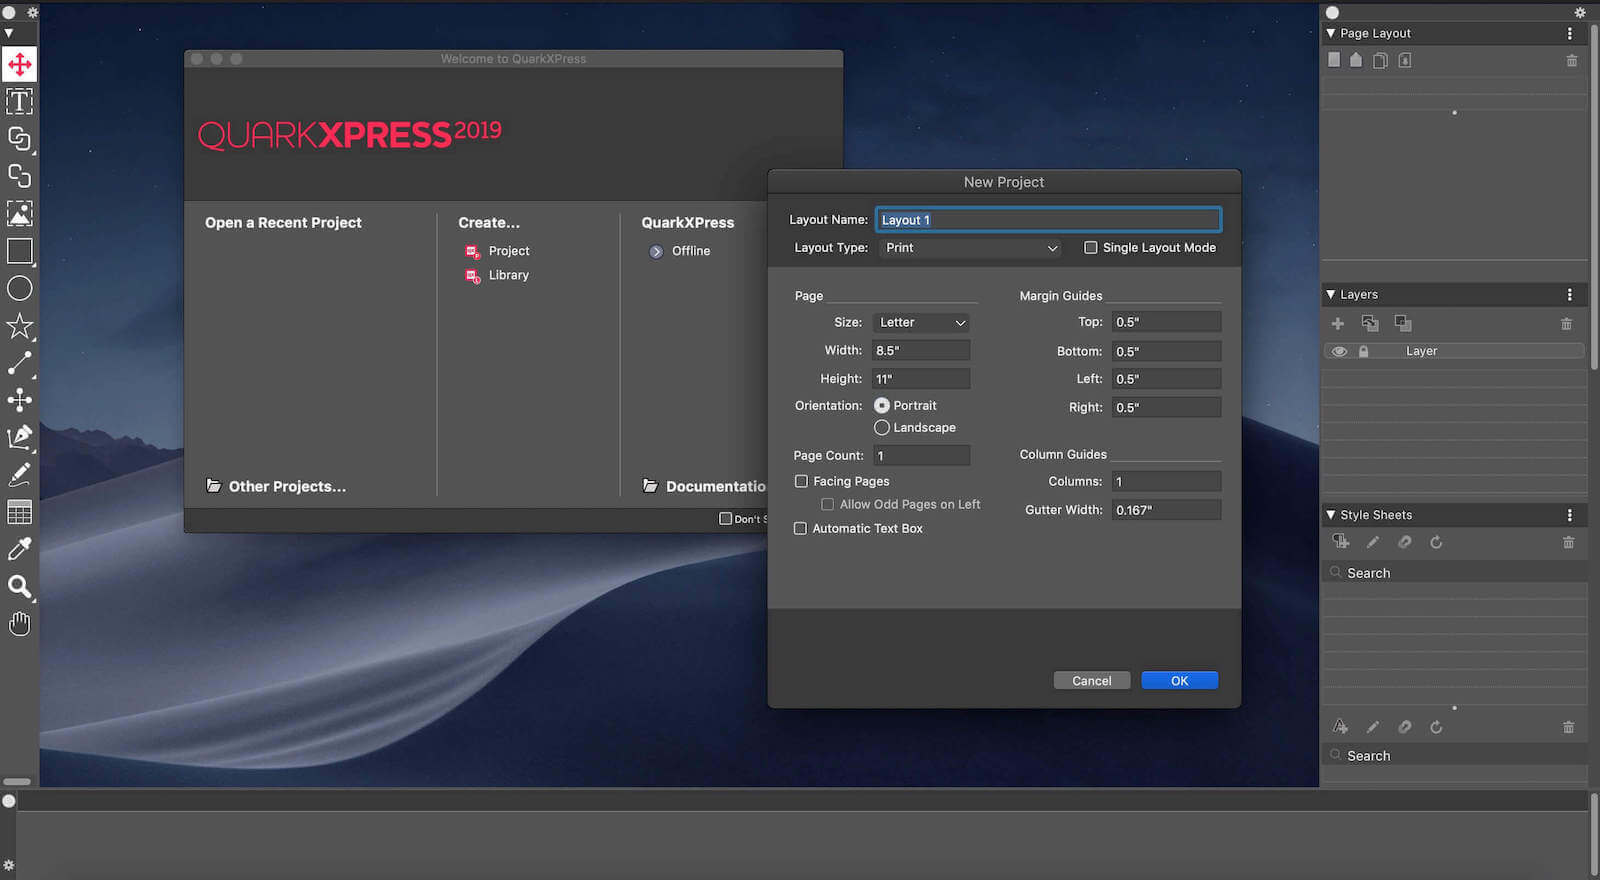 Welcome to QuarkXPress
QUARKXPRESS 2019
Open a Recent Project
Create...
QuarkXPress
Project
Offline
Library
Other Projects...
Documentatio
Don't S
New Project
Layout Name: Layout 1
Layout Type: Print
Single Layout Mode
Page
Size: Letter
Width: 8.5"
Height: 11"
Orientation: Portrait
Landscape
Page Count: 1
Facing Pages
Allow Odd Pages on Left
Automatic Text Box
Margin Guides
Top: 0.5"
Bottom: 0.5"
Left: 0.5"
Right: 0.5"
Column Guides
Columns: 1
Gutter Width: 0.167"
Cancel
OK
Page Layout
Layers
Layer
Style Sheets
Search
Search